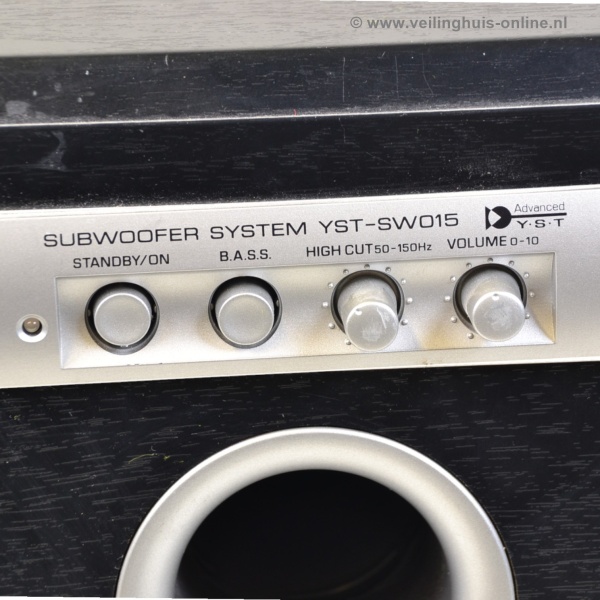 © www.veilinghuis-online.nl
SUBWOOFER SYSTEM YST-SW015
Advanced
Y·S·T
STANDBY/ON
B.A.S.S.
HIGH CUT 50-150Hz
VOLUME 0-10